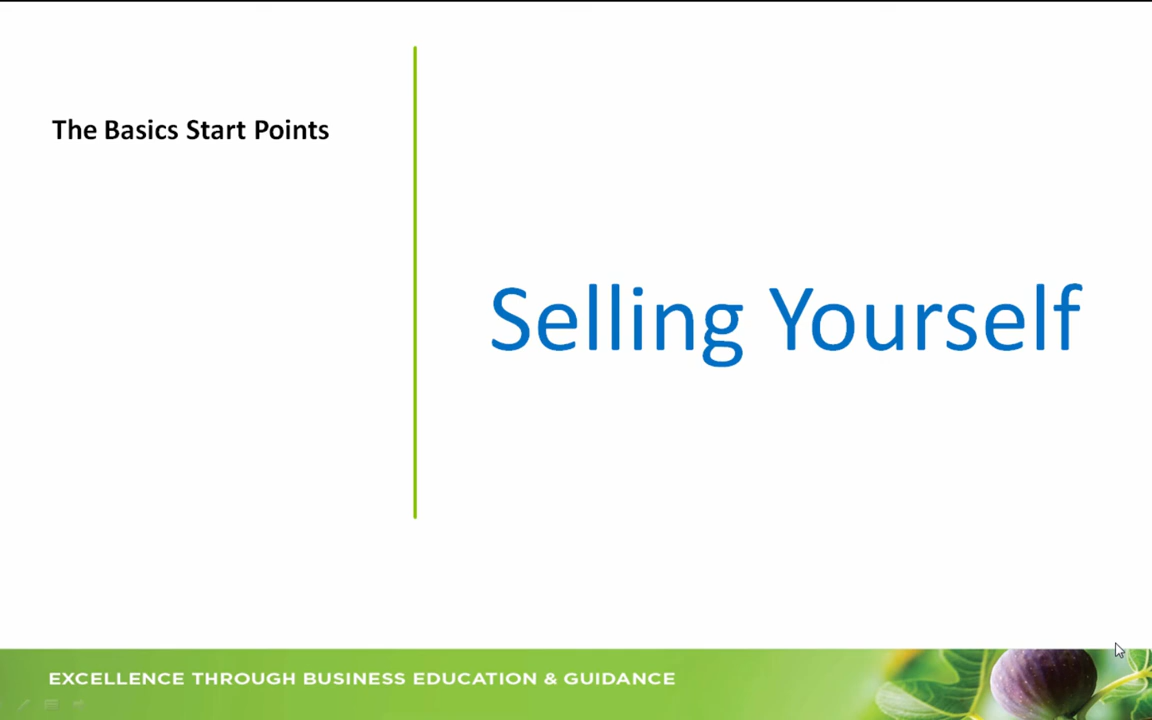 The Basics Start Points
Selling Yourself
EXCELLENCE THROUGH BUSINESS EDUCATION & GUIDANCE